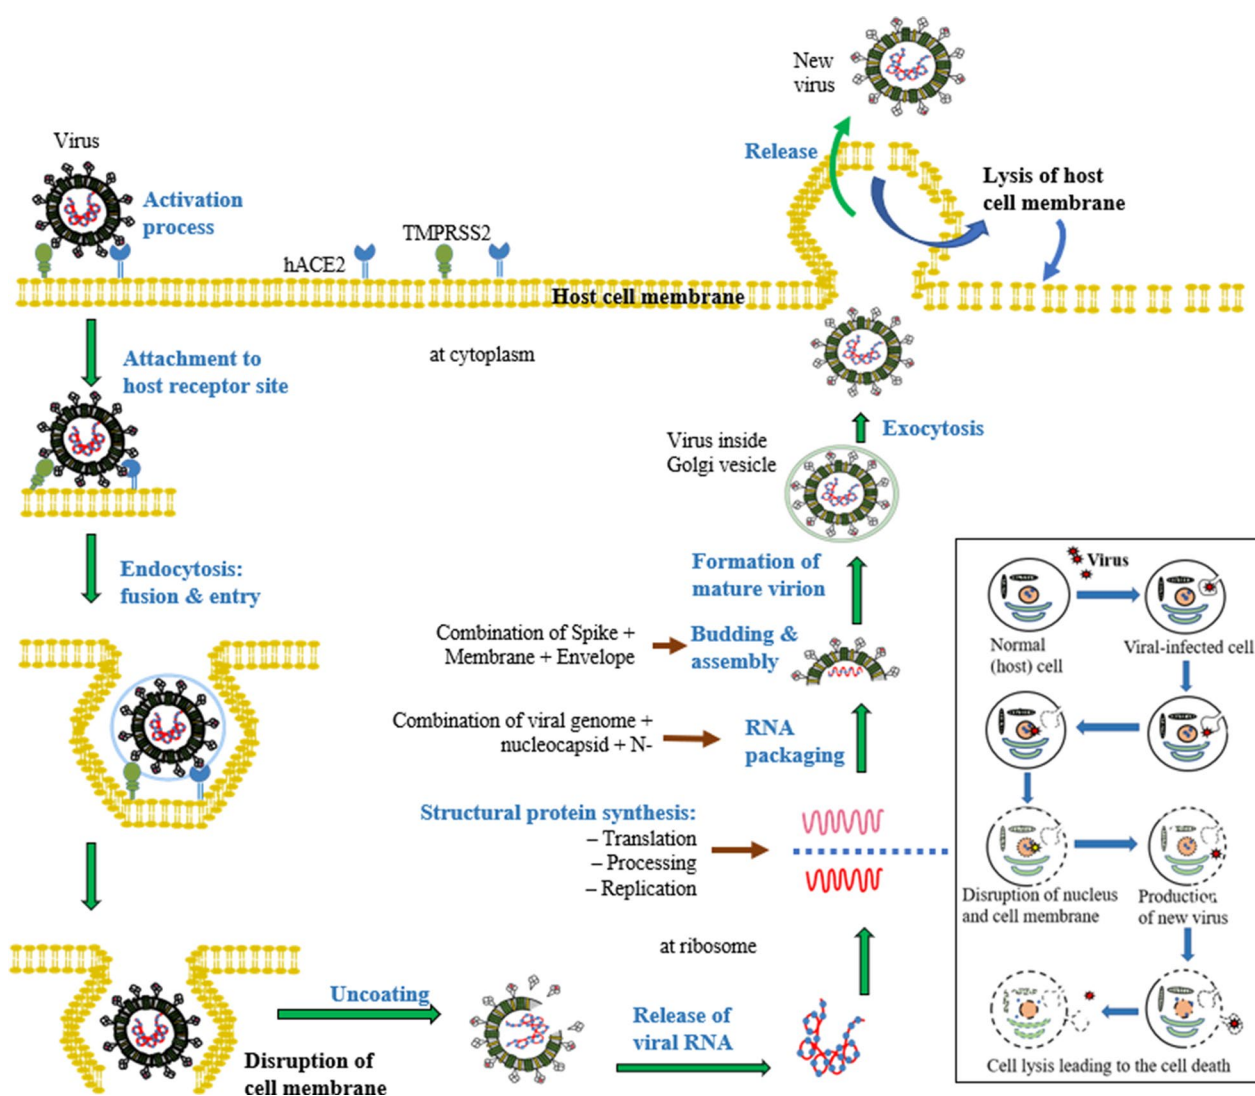 New
virus
Virus
Release
Activation
process
Lysis of host
cell membrane
TMPRSS2
hACE2
Host cell membrane
at cytoplasm
Attachment to
host receptor site
Exocytosis
Virus inside
Golgi vesicle
Endocytosis:
fusion & entry
Formation of
mature virion
Combination of Spike +
Membrane + Envelope
Budding &
assembly
Combination of viral genome +
nucleocapsid + N-
RNA
packaging
Structural protein synthesis:
– Translation
– Processing
– Replication
at ribosome
Uncoating
Disruption of
cell membrane
Release of
viral RNA
Virus
Normal
(host) cell
Viral-infected cell
Disruption of nucleus
and cell membrane
Production
of new virus
Cell lysis leading to the cell death